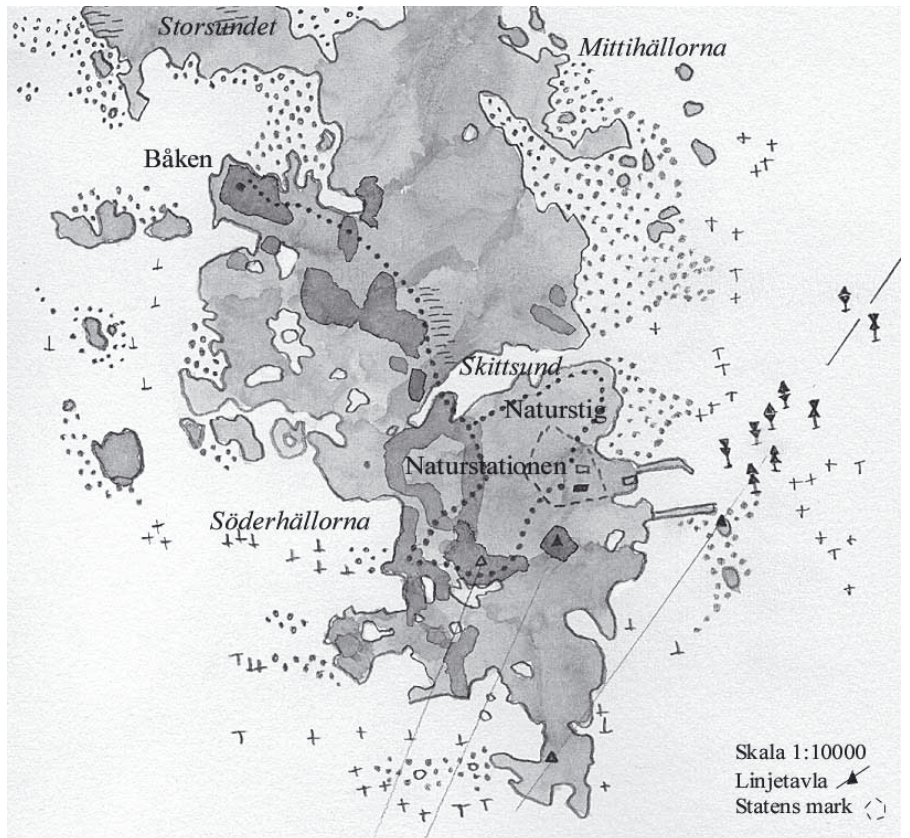 Storsundet
Mittihällorna
Båken
Skittsund
Naturstig
Naturstationen
Söderhällorna
Skala 1:10000
Linjetavla
Statens mark